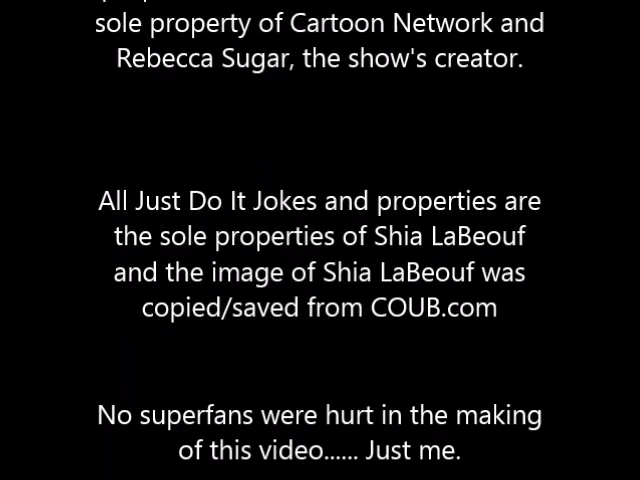 sole property of Cartoon Network and
Rebecca Sugar, the show's creator.
All Just Do It Jokes and properties are
the sole properties of Shia LaBeouf
and the image of Shia LaBeouf was
copied/saved from COUB.com
No superfans were hurt in the making
of this video...... Just me.